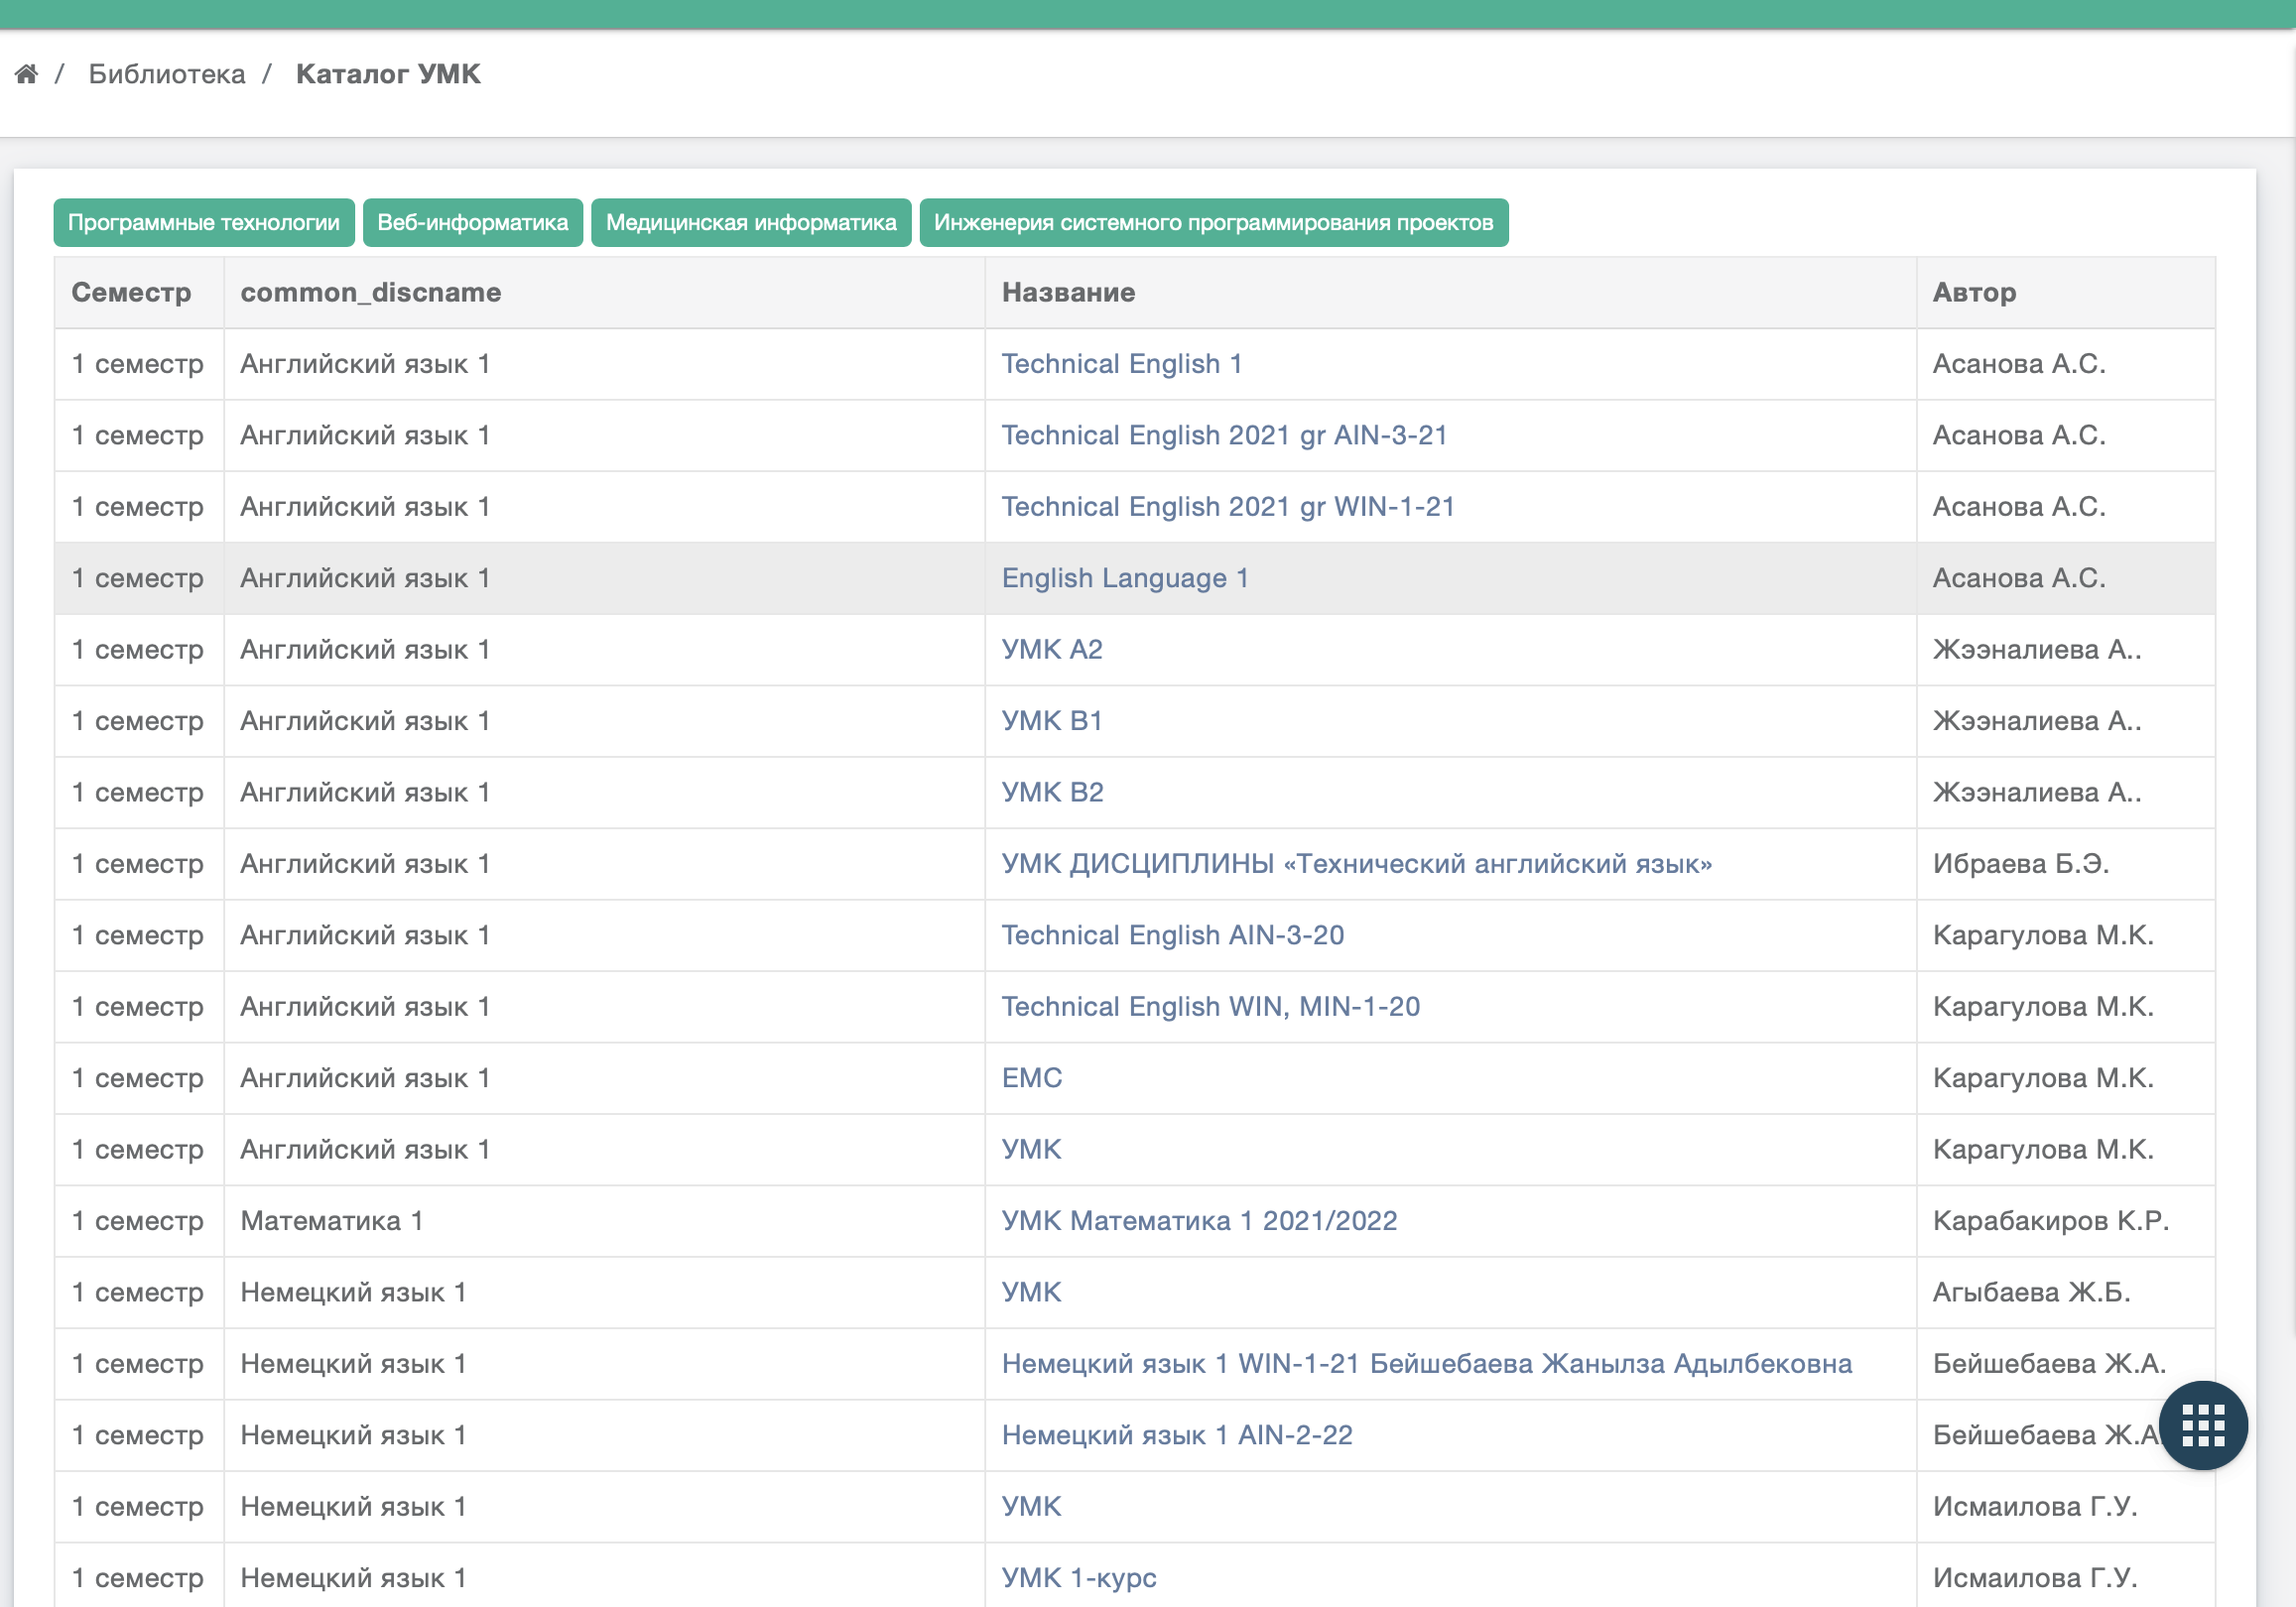 / Библиотека / Каталог УМК
Программные технологии Веб-информатика Медицинская информатика Инженерия системного программирования проектов
Семестр common_discname Название Автор
1 семестр Английский язык 1 Technical English 1 Асанова А.С.
1 семестр Английский язык 1 Technical English 2021 gr AIN-3-21 Асанова А.С.
1 семестр Английский язык 1 Technical English 2021 gr WIN-1-21 Асанова А.С.
1 семестр Английский язык 1 English Language 1 Асанова А.С.
1 семестр Английский язык 1 УМК А2 Жээналиева А..
1 семестр Английский язык 1 УМК В1 Жээналиева А..
1 семестр Английский язык 1 УМК В2 Жээналиева А..
1 семестр Английский язык 1 УМК ДИСЦИПЛИНЫ «Технический английский язык» Ибраева Б.Э.
1 семестр Английский язык 1 Technical English AIN-3-20 Карагулова М.К.
1 семестр Английский язык 1 Technical English WIN, MIN-1-20 Карагулова М.К.
1 семестр Английский язык 1 EMC Карагулова М.К.
1 семестр Английский язык 1 УМК Карагулова М.К.
1 семестр Математика 1 УМК Математика 1 2021/2022 Карабакиров К.Р.
1 семестр Немецкий язык 1 УМК Агыбаева Ж.Б.
1 семестр Немецкий язык 1 Немецкий язык 1 WIN-1-21 Бейшебаева Жанылза Адылбековна Бейшебаева Ж.А.
1 семестр Немецкий язык 1 Немецкий язык 1 AIN-2-22 Бейшебаева Ж.А.
1 семестр Немецкий язык 1 УМК Исмаилова Г.У.
1 семестр Немецкий язык 1 УМК 1-курс Исмаилова Г.У.